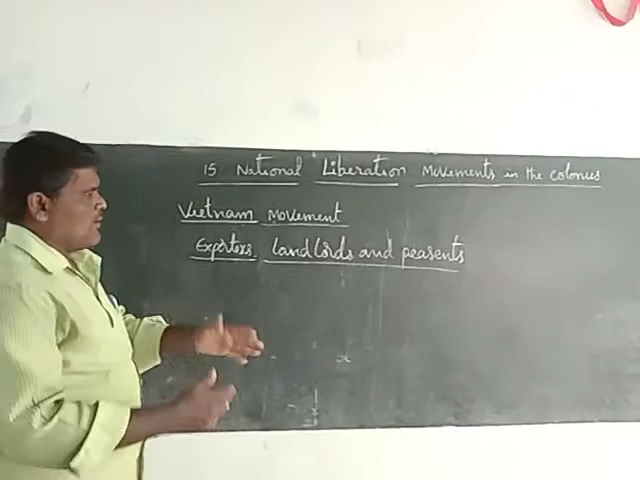 15. National Liberation Movements in the colonies
Vietnam Movement
Exporters, landlords and peasents